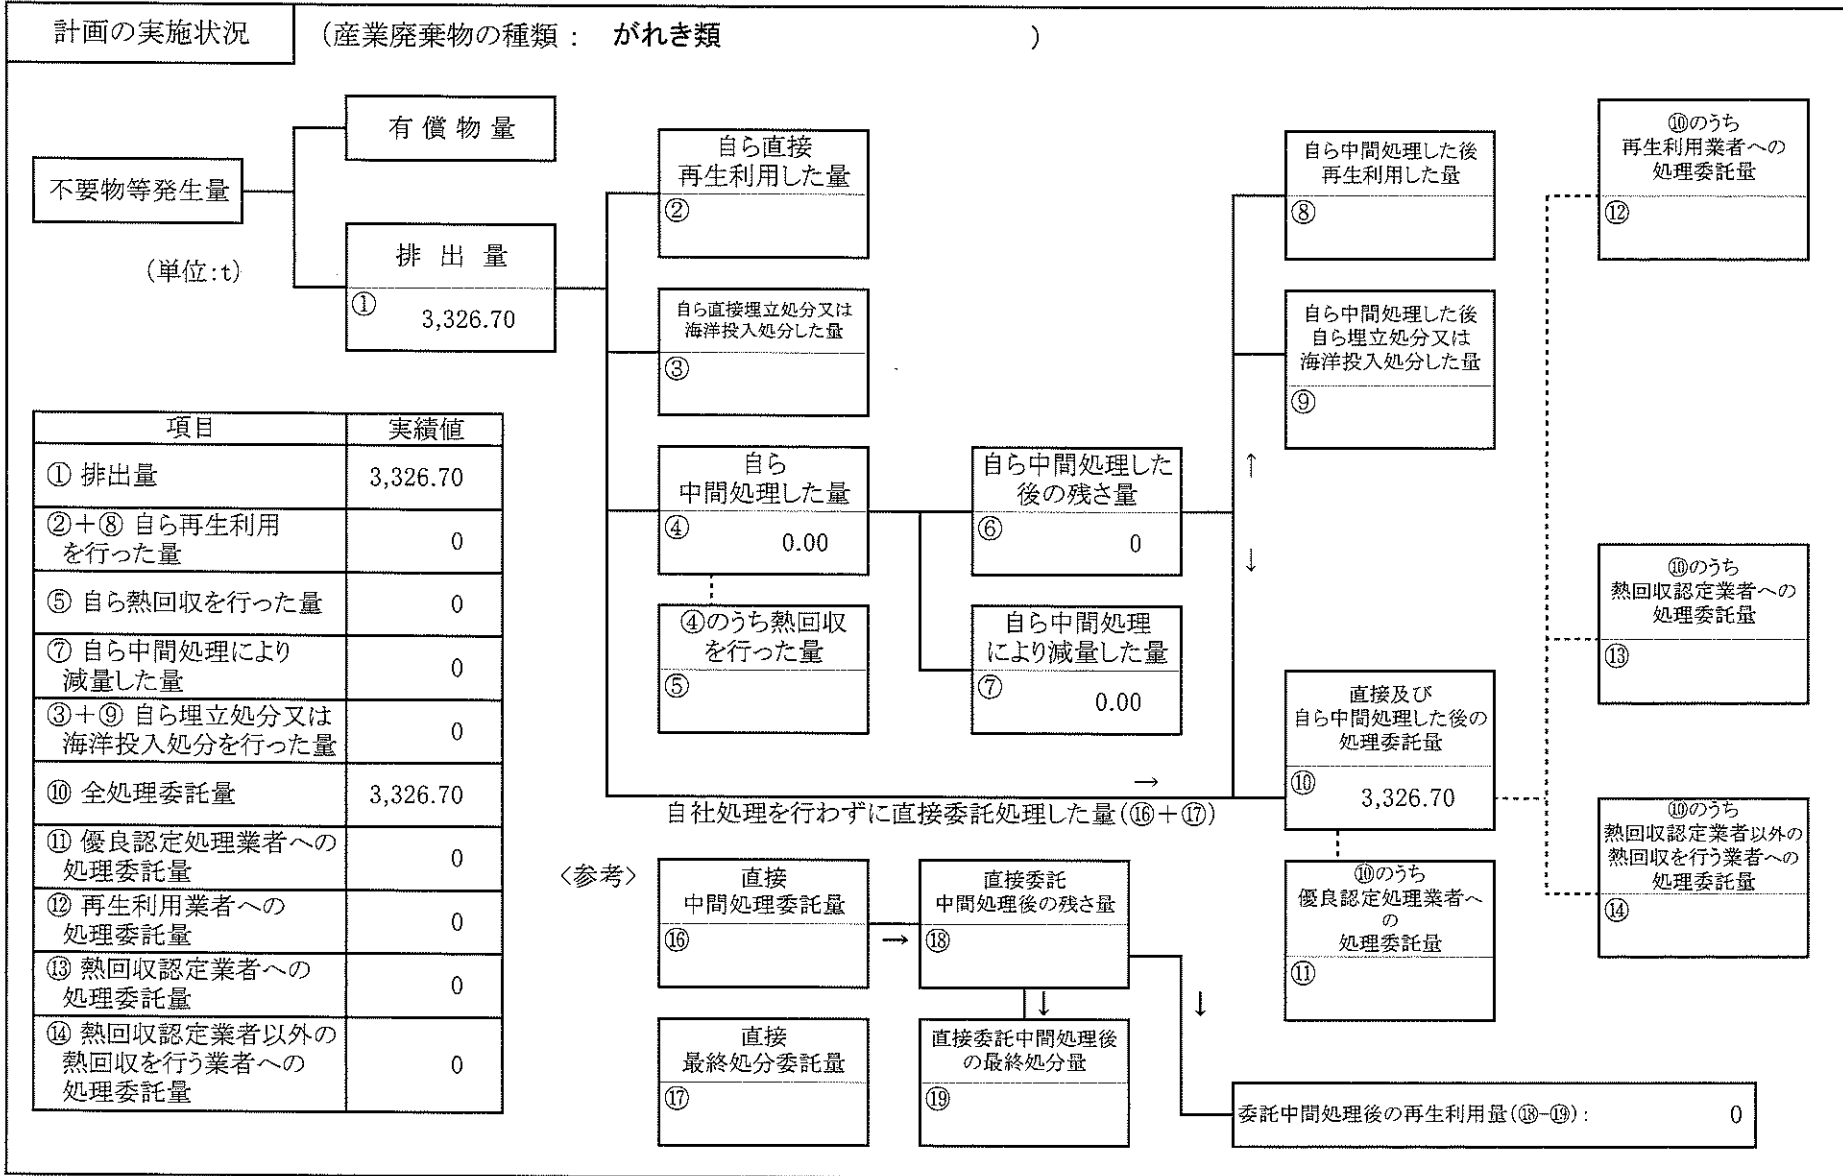 計画の実施状況
(産業廃棄物の種類： がれき類 )
不要物等発生量
(単位:t)
有償物量
排出量
①
3,326.70
自ら直接
再生利用した量
②
自ら直接埋立処分又は
海洋投入処分した量
③
自ら
中間処理した量
④
0.00
④のうち熱回収
を行った量
⑤
自ら中間処理した
後の残さ量
⑥
0
自ら中間処理
により減量した量
⑦
0.00
自ら中間処理した後
再生利用した量
⑧
自ら中間処理した後
自ら埋立処分又は
海洋投入処分した量
⑨
↑
↓
→
自社処理を行わずに直接委託処理した量(⑯＋⑰)
直接及び
自ら中間処理した後の
処理委託量
⑩
3,326.70
⑩のうち
優良認定処理業者へ
の
処理委託量
⑪
⑩のうち
再生利用業者への
処理委託量
⑫
⑩のうち
熱回収認定業者への
処理委託量
⑬
⑩のうち
熱回収認定業者以外の
熱回収を行う業者への
処理委託量
⑭
項目 実績値
① 排出量 3,326.70
②＋⑧ 自ら再生利用
を行った量 0
⑤ 自ら熱回収を行った量 0
⑦ 自ら中間処理により
減量した量 0
③＋⑨ 自ら埋立処分又は
海洋投入処分を行った量 0
⑩ 全処理委託量 3,326.70
⑪ 優良認定処理業者への
処理委託量 0
⑫ 再生利用業者への
処理委託量 0
⑬ 熱回収認定業者への
処理委託量 0
⑭ 熱回収認定業者以外の
熱回収を行う業者への
処理委託量 0
〈参考〉
直接
中間処理委託量
⑯
→
直接委託
中間処理後の残さ量
⑱
↓
↓
直接
最終処分委託量
⑰
直接委託中間処理後
の最終処分量
⑲
委託中間処理後の再生利用量(⑱-⑲)： 0